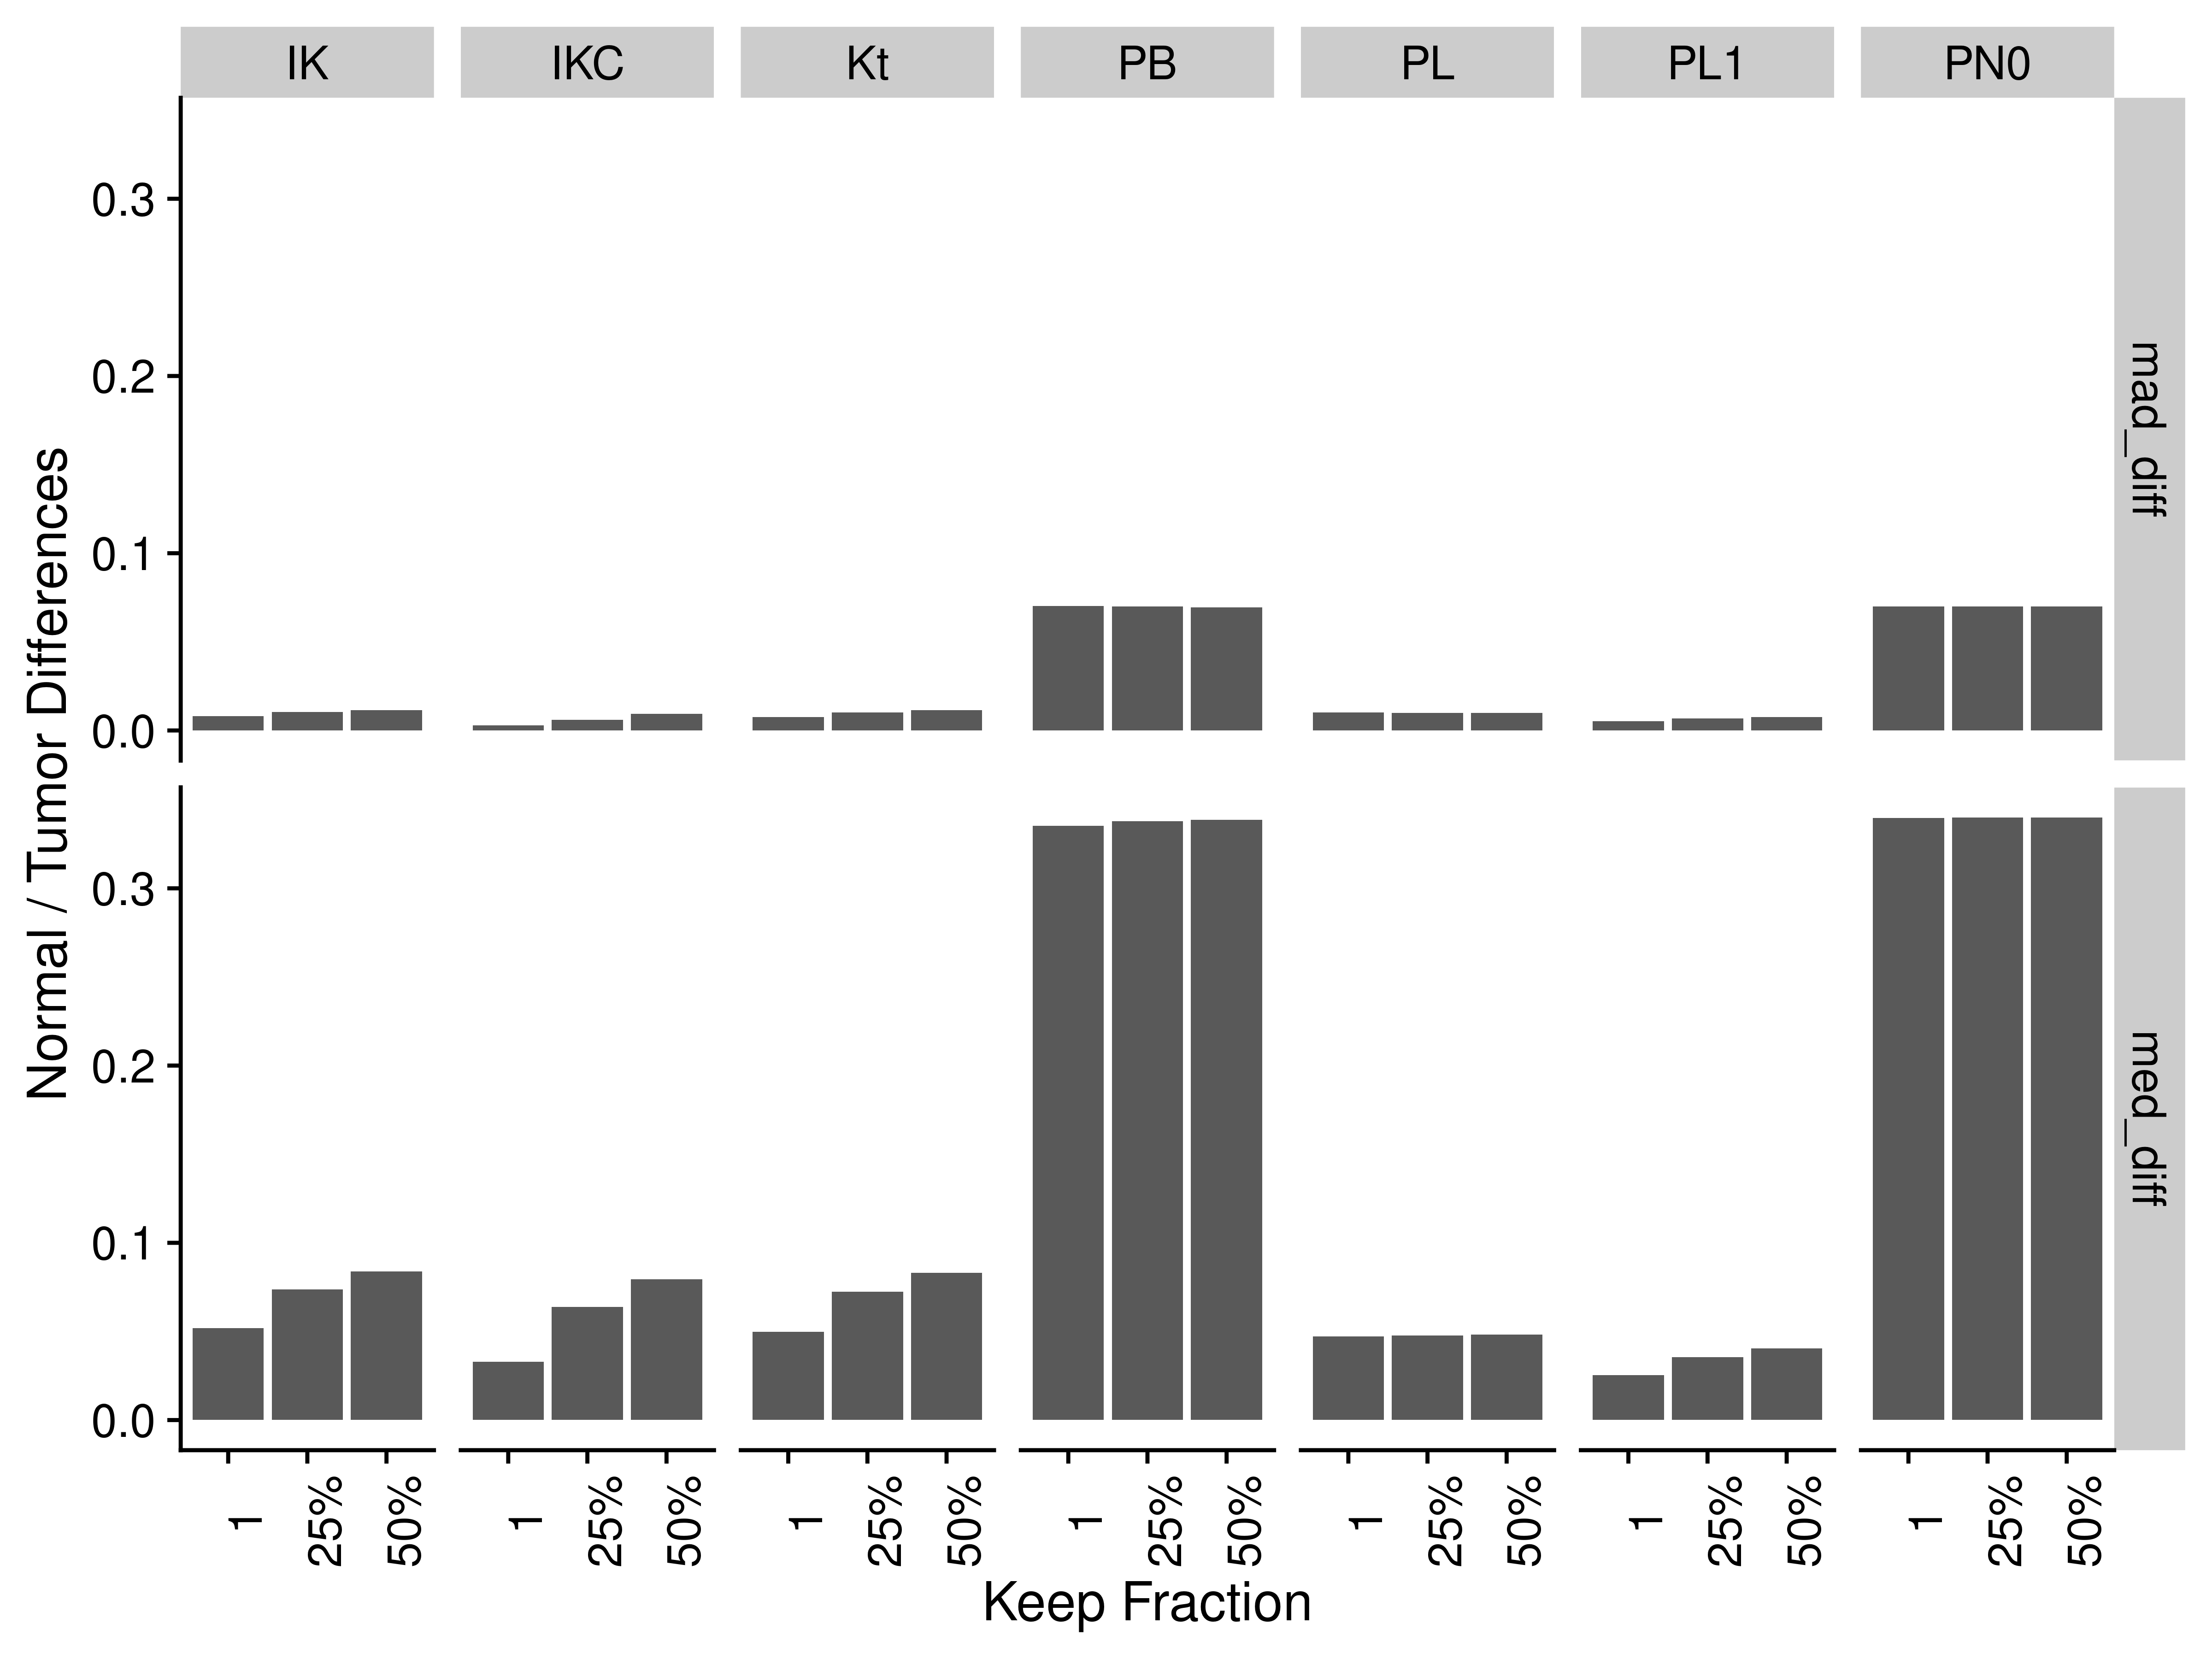 IK IKC Kt PB PL PL1 PN0
Normal / Tumor Differences
0.3
0.2
0.1
0.0
mad_diff
0.3
0.2
0.1
0.0
med_diff
1 25% 50% 1 25% 50% 1 25% 50% 1 25% 50% 1 25% 50% 1 25% 50% 1 25% 50%
Keep Fraction